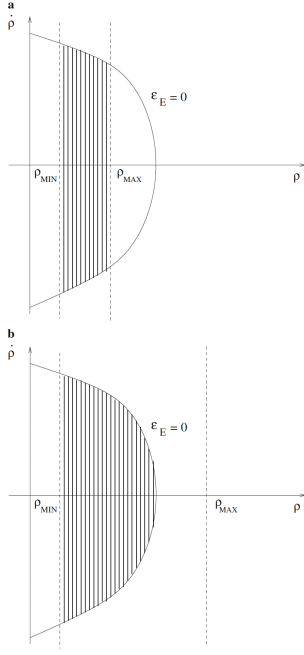 a
ρ̇
ε_E = 0
ρ_MIN
ρ_MAX
ρ
b
ρ̇
ε_E = 0
ρ_MIN
ρ_MAX
ρ